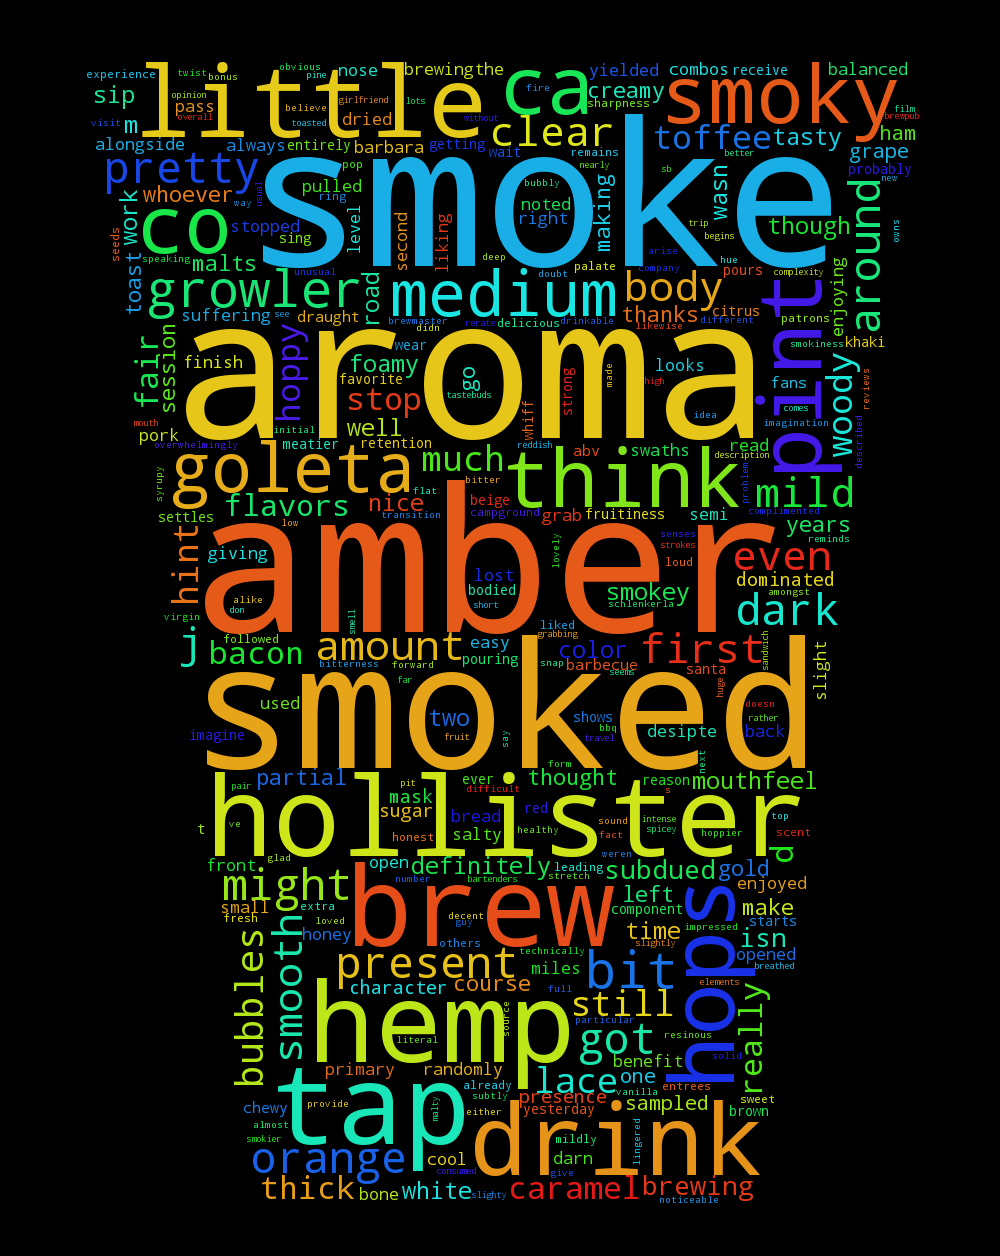 experience twist bonus obvious pine nose brewingthe yielded combos receive balanced
little ca smoky
sip m pass opinion overall believe toasted girlfriend dried lots without creamy sharpness fire film brewpub
visit clear toffee tasty ham
alongside always entirely barbara getting wait remains better grape
pretty smoke nearly probably
whoever usual pulled pop bubbly sb new
work co way ring level second liking noted right making wasn trip though around owns
seeds stopped sing deep begins
speaking malts unusual palate arise company hue complexity
toast growler road medium body pours pint enjoying
suffering see draught brewmaster didn rerate delicious doubt drinkable thanks citrus different patrons
fair session hoppy aroma likewise smokiness khaki
finish wear foamy go looks fans woody
favorite tastebuds strong made high comes reviews
mouth stop whiff idea imagination described
pork initial well
overwhelmingly meatier retention reddish abv swaths read description
goleta much think problem
syrupy bitter mild
flavors nice flat beige campground grab fruitiness semi complimented
settles low transition years
hint amber senses strokes reminds
giving lovely loud even
lost dominated
bodied smokey amongst
alike don short schlenkerla dark
virgin smell liked grabbing
j followed amount easy color first sandwich
bacon bitterness forward pouring snap barbecue seems santa slight
far smoked huge
used two shows doesn
imagine fruit say bbq travel desipte rather back
partial form next
pair pit ever thought reason mouthfeel
hollister mask difficult s
sugar bread red sound intense spicey top
t ve honest salty healthy fact hoppier scent
front glad open definitely leading weren subdued d
might number bartenders stretch gold
small brew left enjoyed
fresh extra decent component hops make
loved guy time impressed starts
bubbles smooth honey others technically slightly isn
present miles bit opened
character course full elements breathed
hemp still really
literal source particular resinous
got solid
primary randomly benefit
already lace one entrees
chewy provide tap subtly presence vanilla sweet
either yesterday sampled brown
almost malty drink
smokier mildly lingered
orange cool darn
consumed give
thick bone white slighty caramel brewing
noticeable